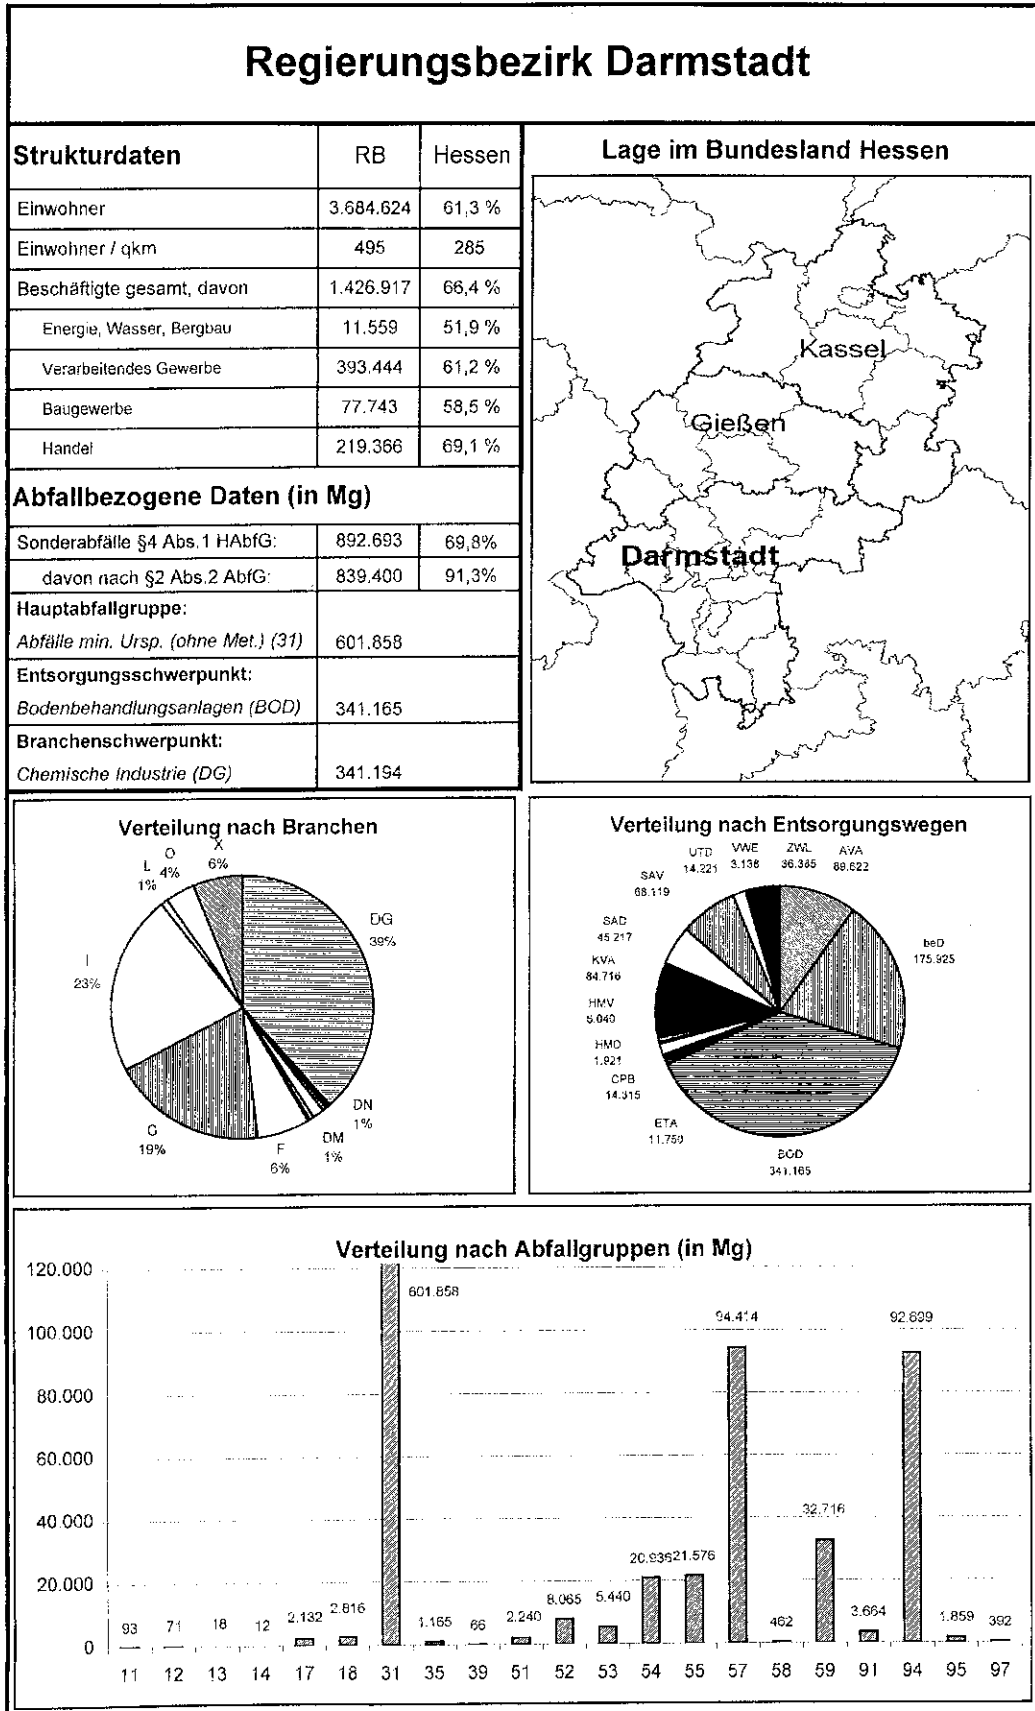 Regierungsbezirk Darmstadt
Strukturdaten RB Hessen
Einwohner 3.684.624 61,3 %
Einwohner / qkm 495 285
Beschäftigte gesamt, davon 1.426.917 66,4 %
Energie, Wasser, Bergbau 11.559 51,9 %
Verarbeitendes Gewerbe 393.444 61,2 %
Baugewerbe 77.743 58,5 %
Handel 219.366 69,1 %
Abfallbezogene Daten (in Mg)
Sonderabfälle §4 Abs.1 HAbfG: 892.693 69,8%
davon nach §2 Abs.2 AbfG: 839.400 91,3%
Hauptabfallgruppe:
Abfälle min. Ursp. (ohne Met.) (31) 601.858
Entsorgungsschwerpunkt:
Bodenbehandlungsanlagen (BOD) 341.165
Branchenschwerpunkt:
Chemische Industrie (DG) 341.194
Lage im Bundesland Hessen
Kassel
Gießen
Darmstadt
Verteilung nach Branchen
X
6%
O
4%
L
1%
DG
39%
I
23%
DN
1%
DM
1%
F
6%
G
19%
Verteilung nach Entsorgungswegen
UTD
14.221
VWE
3.138
ZWL
36.385
AVA
SAV
68.119
SAD
45.217
beD
175.925
KVA
84.716
HMV
HMD
1.921
CPB
14.315
ETA
11.750
BOD
341.165
Verteilung nach Abfallgruppen (in Mg)
120.000
100.000
80.000
60.000
40.000
20.000
0
93 71 18 12 2.132 2.816 601.858 1.165 66 2.240 8.065 5.440 20.936 21.576 94.414 462 32.716 3.664 1.859 392
11 12 13 14 17 18 31 35 39 51 52 53 54 55 57 58 59 91 94 95 97